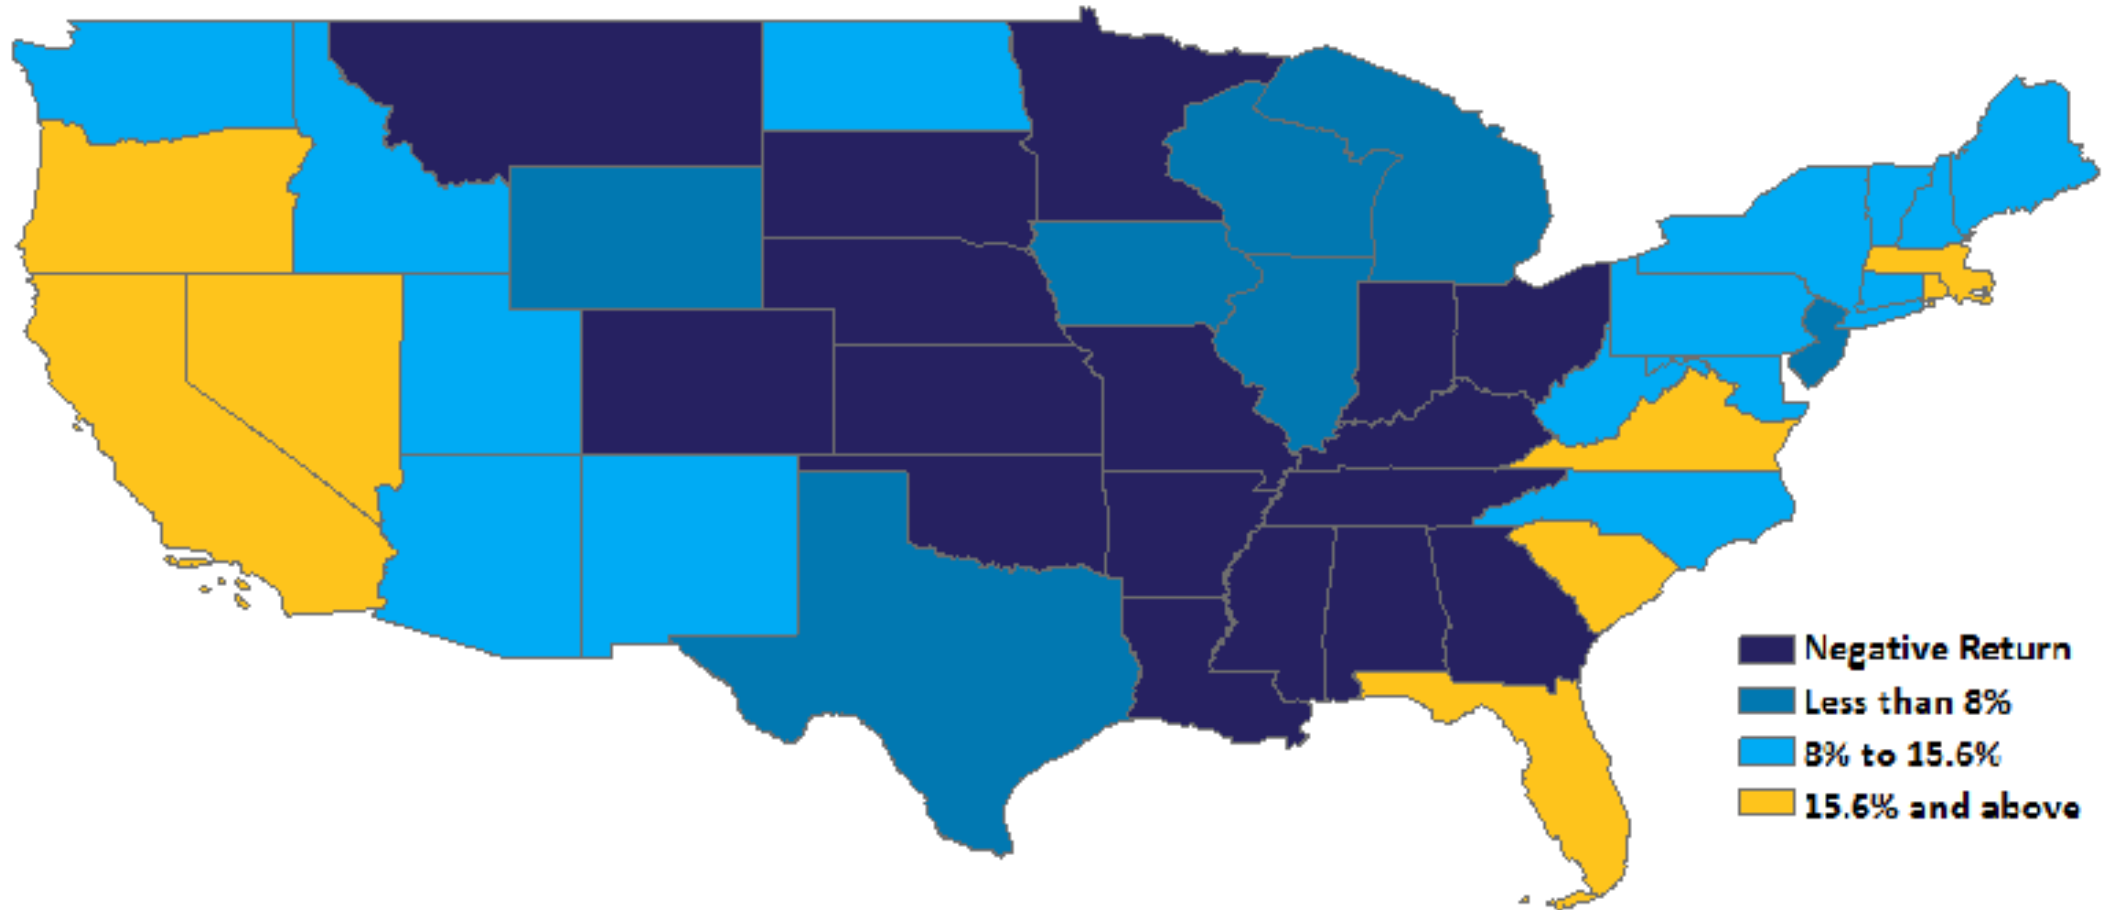 Negative Return
Less than 8%
8% to 15.6%
15.6% and above